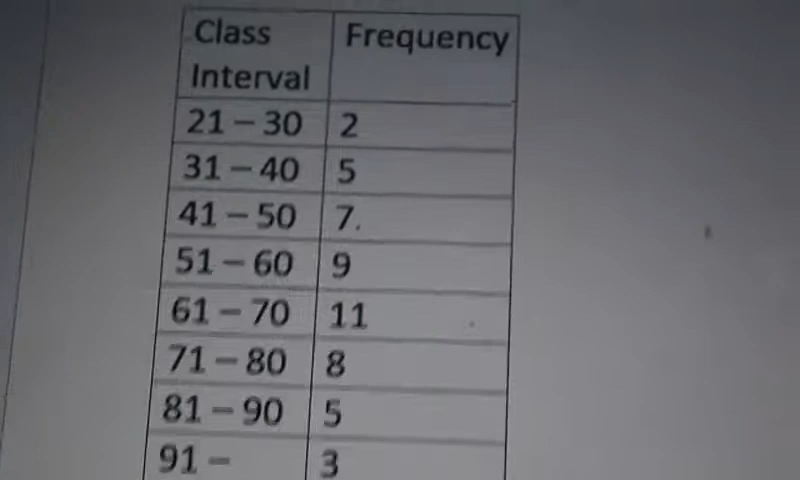 Class Interval Frequency
21 – 30 2
31 – 40 5
41 – 50 7.
51 – 60 9
61 – 70 11
71 – 80 8
81 – 90 5
91 – 3